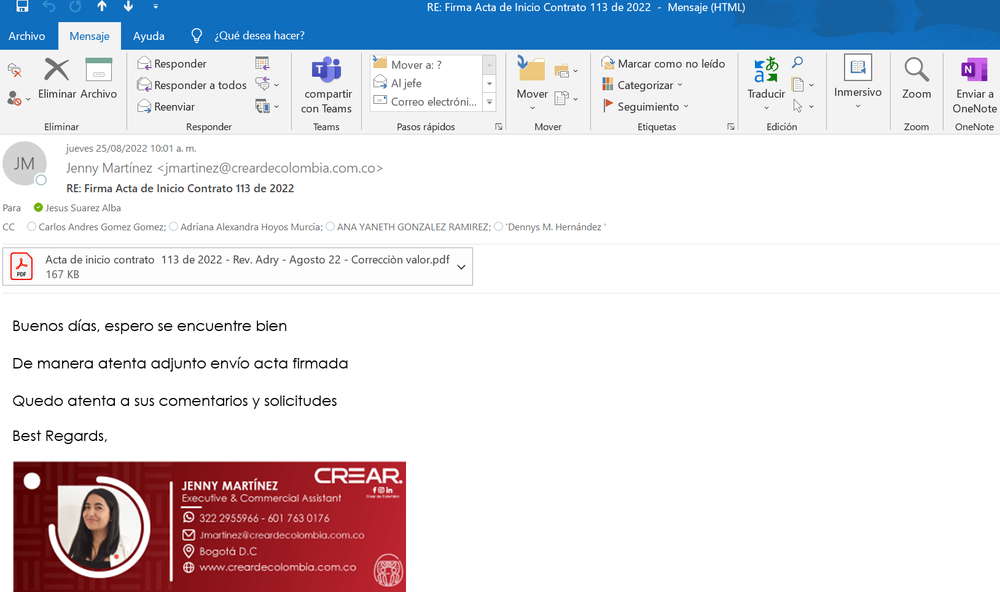 RE: Firma Acta de Inicio Contrato 113 de 2022 - Mensaje (HTML)
Archivo Mensaje Ayuda ¿Qué desea hacer?
Eliminar Archivo
Eliminar
Responder
Responder a todos
Reenviar
Responder
T
compartir
con Teams
Teams
Mover a: ?
Al jefe
Correo electróni...
Pasos rápidos
Mover
Mover
Marcar como no leído
Categorizar
Seguimiento
Etiquetas
Traducir
Edición
Inmersivo
Zoom
Zoom
N
Enviar a
OneNote
OneNote
JM
jueves 25/08/2022 10:01 a. m.
Jenny Martínez <jmartinez@creardecolombia.com.co>
RE: Firma Acta de Inicio Contrato 113 de 2022
Para Jesus Suarez Alba
CC Carlos Andres Gomez Gomez; Adriana Alexandra Hoyos Murcia; ANA YANETH GONZALEZ RAMIREZ; 'Dennys M. Hernández '
PDF
Acta de inicio contrato 113 de 2022 - Rev. Adry - Agosto 22 - Correcciòn valor.pdf
167 KB
Buenos días, espero se encuentre bien
De manera atenta adjunto envío acta firmada
Quedo atenta a sus comentarios y solicitudes
Best Regards,
CREAR.
Crear de Colombia
JENNY MARTÍNEZ
Executive & Commercial Assistant
322 2955966 - 601 763 0176
Jmartinez@creardecolombia.com.co
Bogotá D.C
www.creardecolombia.com.co